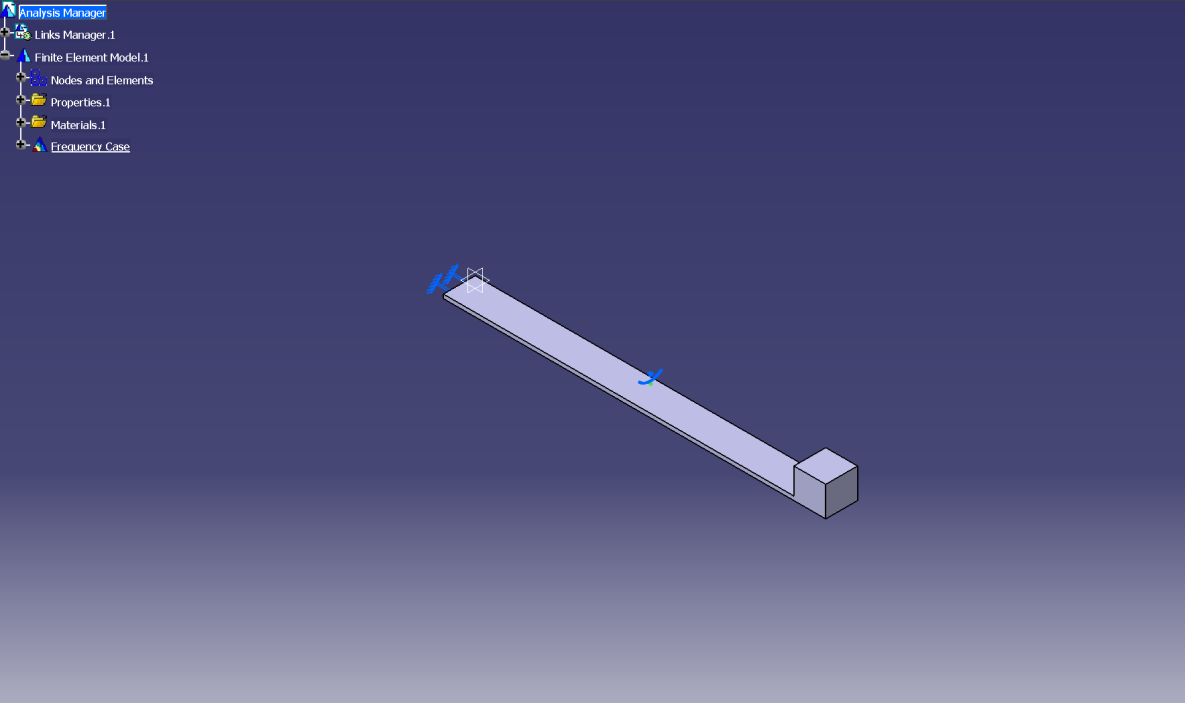 Analysis Manager
Links Manager.1
Finite Element Model.1
Nodes and Elements
Properties.1
Materials.1
Frequency Case